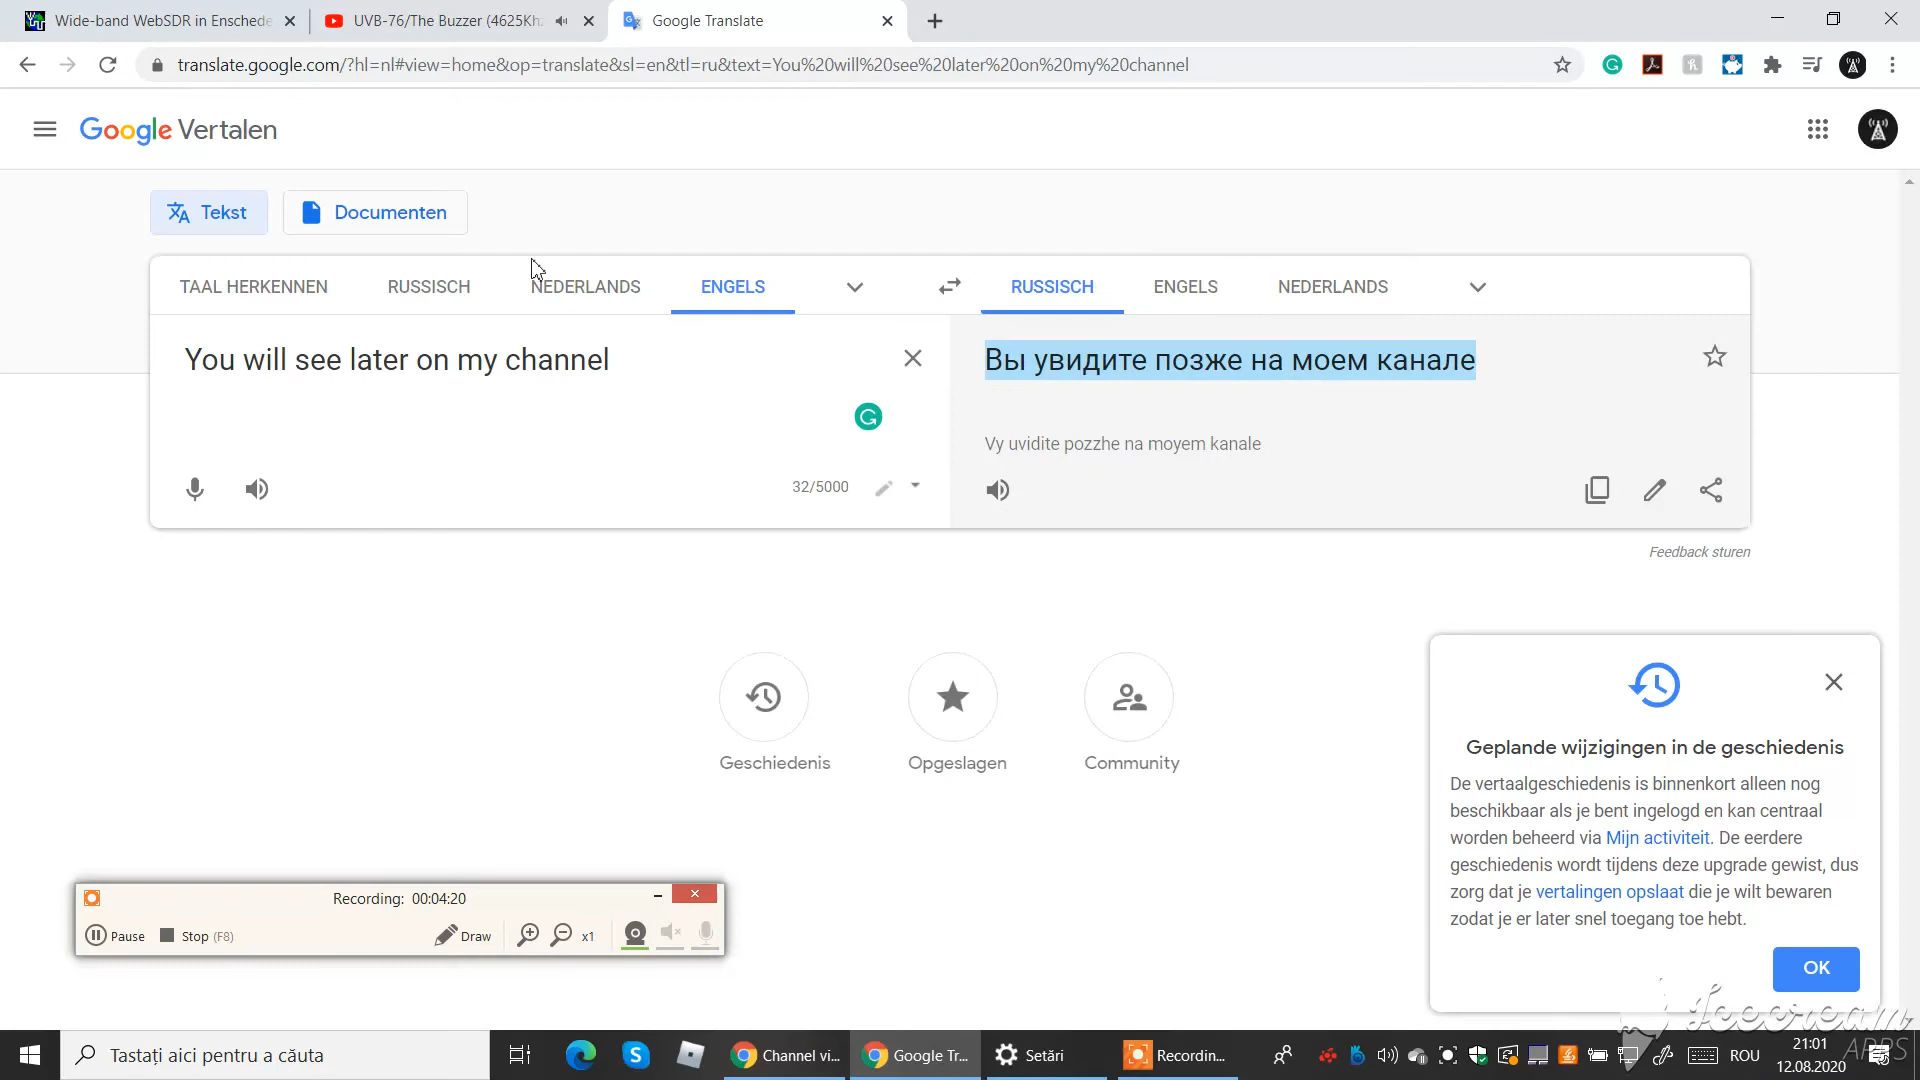 Wide-band WebSDR in Enschede
UVB-76/The Buzzer (4625Khz
Google Translate
translate.google.com/?hl=nl#view=home&op=translate&sl=en&tl=ru&text=You%20will%20see%20later%20on%20my%20channel
Google Vertalen
Tekst
Documenten
TAAL HERKENNEN RUSSISCH NEDERLANDS ENGELS
RUSSISCH ENGELS NEDERLANDS
You will see later on my channel
Вы увидите позже на моем канале
Vy uvidite pozzhe na moyem kanale
32/5000
Feedback sturen
Geschiedenis Opgeslagen Community
Geplande wijzigingen in de geschiedenis
De vertaalgeschiedenis is binnenkort alleen nog
beschikbaar als je bent ingelogd en kan centraal
worden beheerd via Mijn activiteit. De eerdere
geschiedenis wordt tijdens deze upgrade gewist, dus
zorg dat je vertalingen opslaat die je wilt bewaren
zodat je er later snel toegang toe hebt.
OK
Recording: 00:04:20
Pause Stop (F8) Draw x1
Icecream
APPS
Tastați aici pentru a căuta
Channel vi...
Google Tr...
Setări
Recordin...
ROU
21:01
12.08.2020